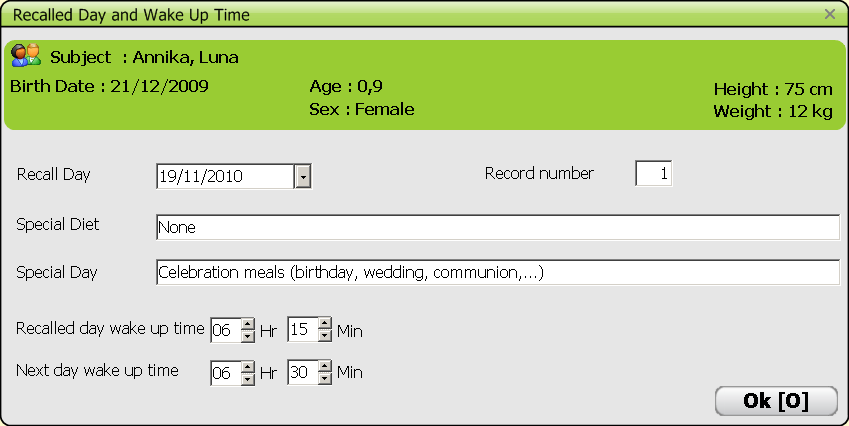 Recalled Day and Wake Up Time
Subject : Annika, Luna
Birth Date : 21/12/2009 Age : 0,9 Height : 75 cm
Sex : Female Weight : 12 kg
Recall Day 19/11/2010 Record number 1
Special Diet None
Special Day Celebration meals (birthday, wedding, communion,...)
Recalled day wake up time 06 Hr 15 Min
Next day wake up time 06 Hr 30 Min
Ok [O]